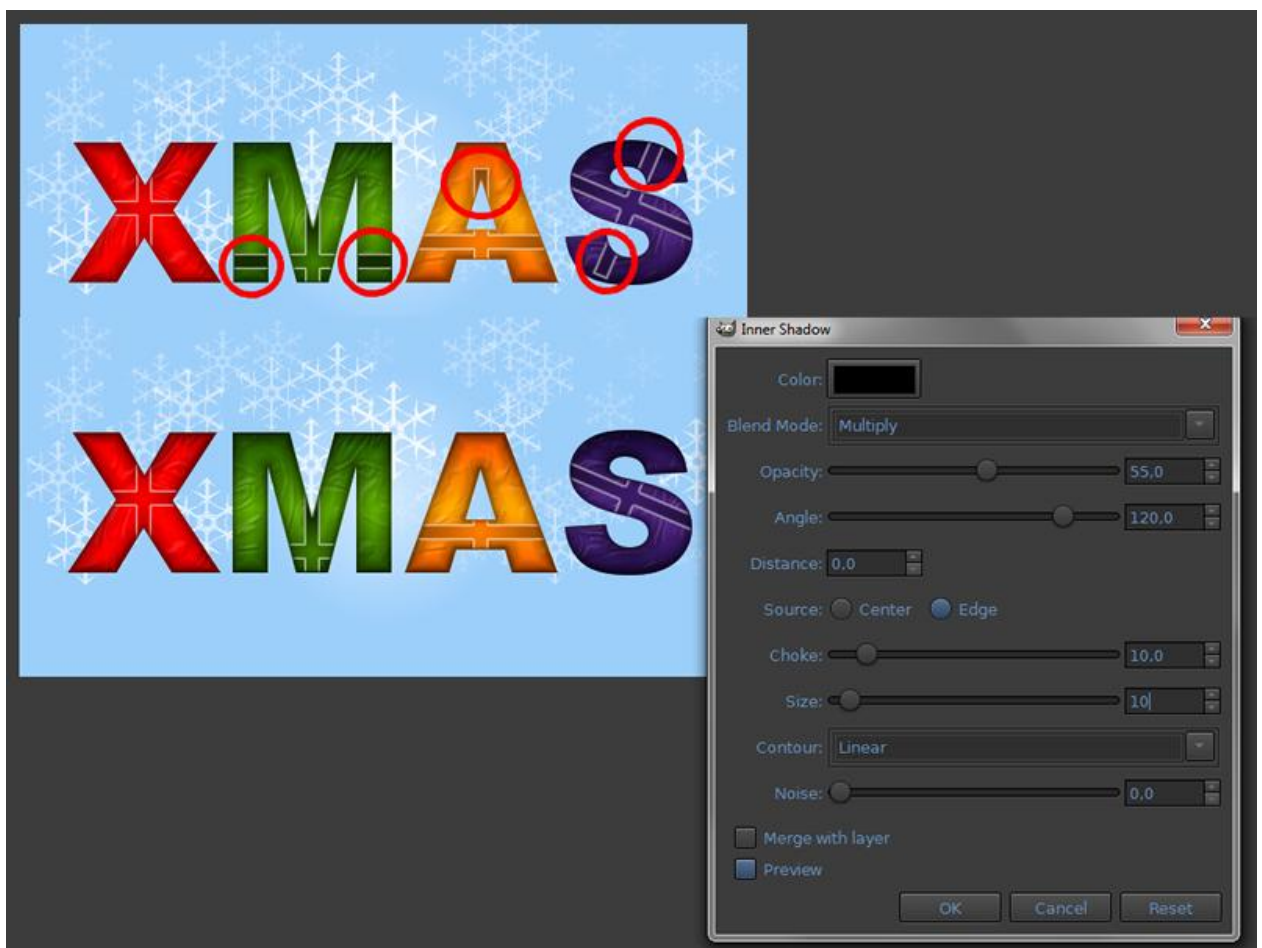 XMAS
XMAS
Inner Shadow
Color:
Blend Mode: Multiply
Opacity: 55,0
Angle: 120,0
Distance: 0,0
Source: Center Edge
Choke: 10,0
Size: 10
Contour: Linear
Noise: 0,0
Merge with layer
Preview
OK Cancel Reset